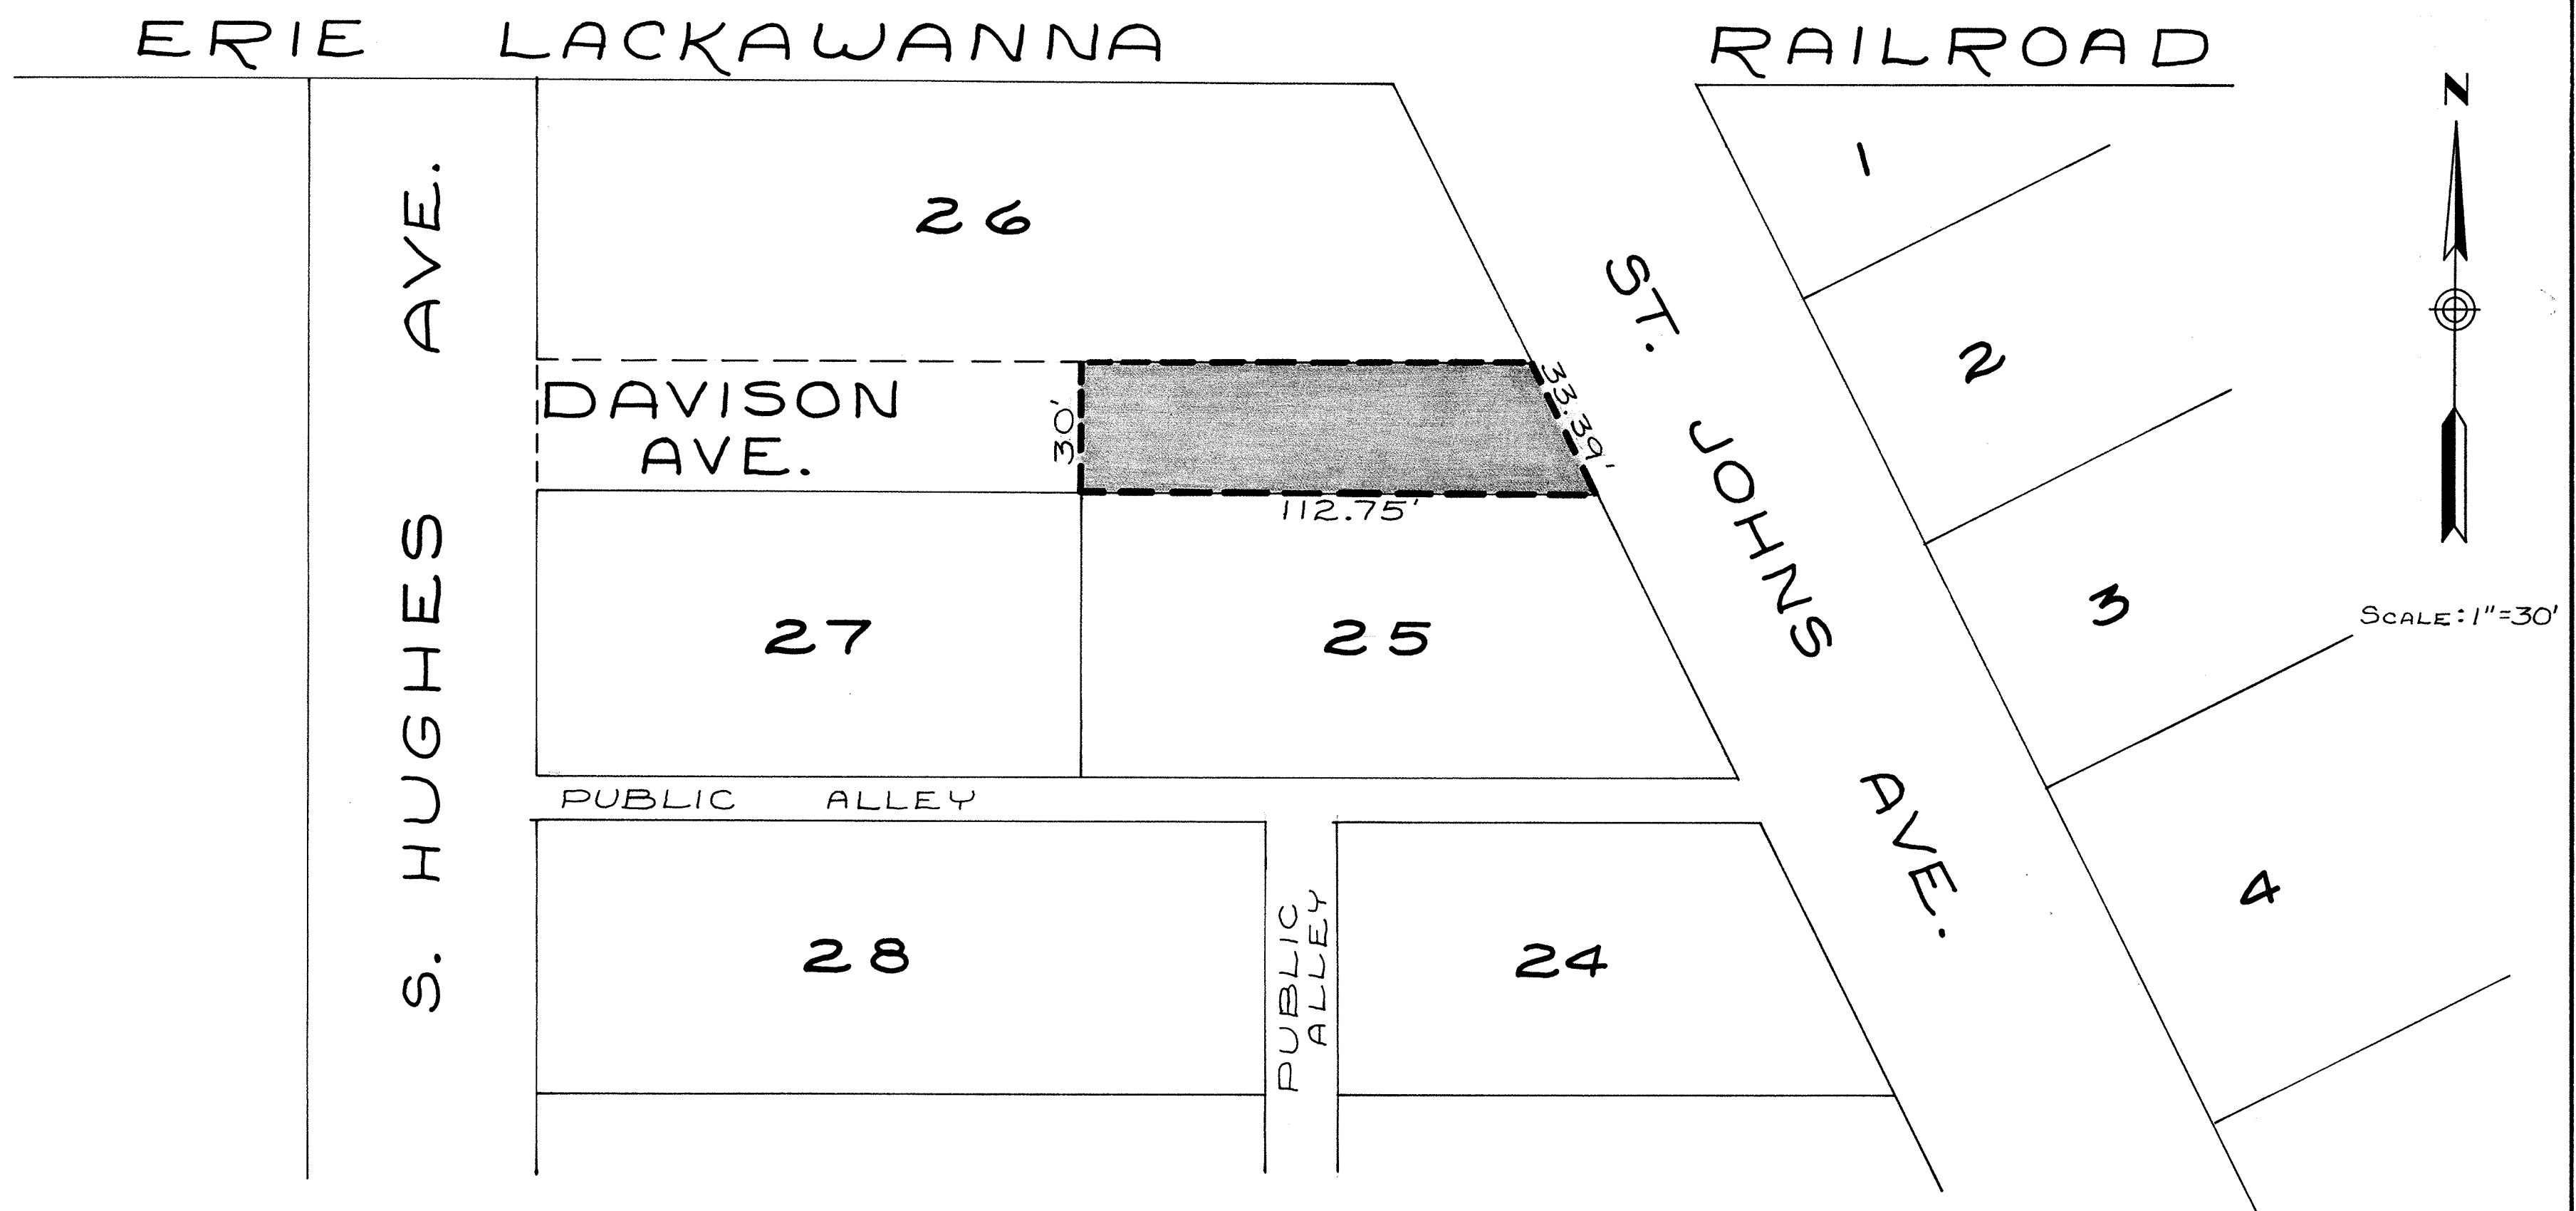 ERIE LACKAWANNA RAILROAD
N
1
26
2
ST. JOHNS AVE.
S. HUGHES AVE.
DAVISON
AVE.
30'
33.39'
112.75'
3
SCALE: 1"=30'
27
25
PUBLIC ALLEY
4
28
PUBLIC
ALLEY
24